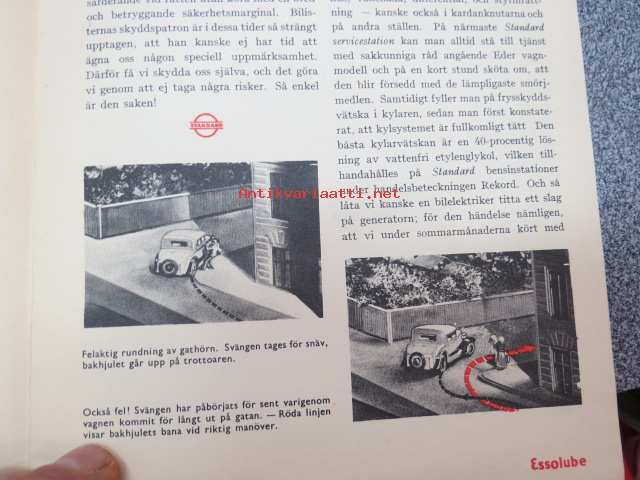 och betryggande säkerhetsmarginal. Bilis-
ternas skyddspatron är i dessa tider så strängt
upptagen, att han kanske ej har tid att
ägna oss någon speciell uppmärksamhet.
Därför få vi skydda oss själva, och det göra
vi genom att ej taga några risker. Så enkel
är den saken!
STANDARD
Felaktig rundning av gathörn. Svängen tages för snäv,
bakhjulet går upp på trottoaren.
Också fel! Svängen har påbörjats för sent varigenom
vagnen kommit för långt ut på gatan. — Röda linjen
visar bakhjulets bana vid riktig manöver.
ning — kanske också i kardanknutarna och
på andra ställen. På närmaste Standard
servicestation kan man alltid stå till tjänst
med sakkunniga råd angående Eder vagn-
modell och på en kort stund sköta om, att
den blir försedd med de lämpligaste smörj-
medlen. Samtidigt fyller man på frysskydds-
vätska i kylaren, sedan man först konstate-
rat, att kylsystemet är fullkomligt tätt Den
bästa kylarvätskan är en 40-procentig lös-
ning av vattenfri etylenglykol, vilken till-
handahålles på Standard bensinstationer
under handelsbeteckningen Rekord. Och så
låta vi kanske en bilelektriker titta ett slag
på generatorn; för den händelse nämligen,
att vi under sommarmånaderna kört med
Essolube
Antikvariaatti.net